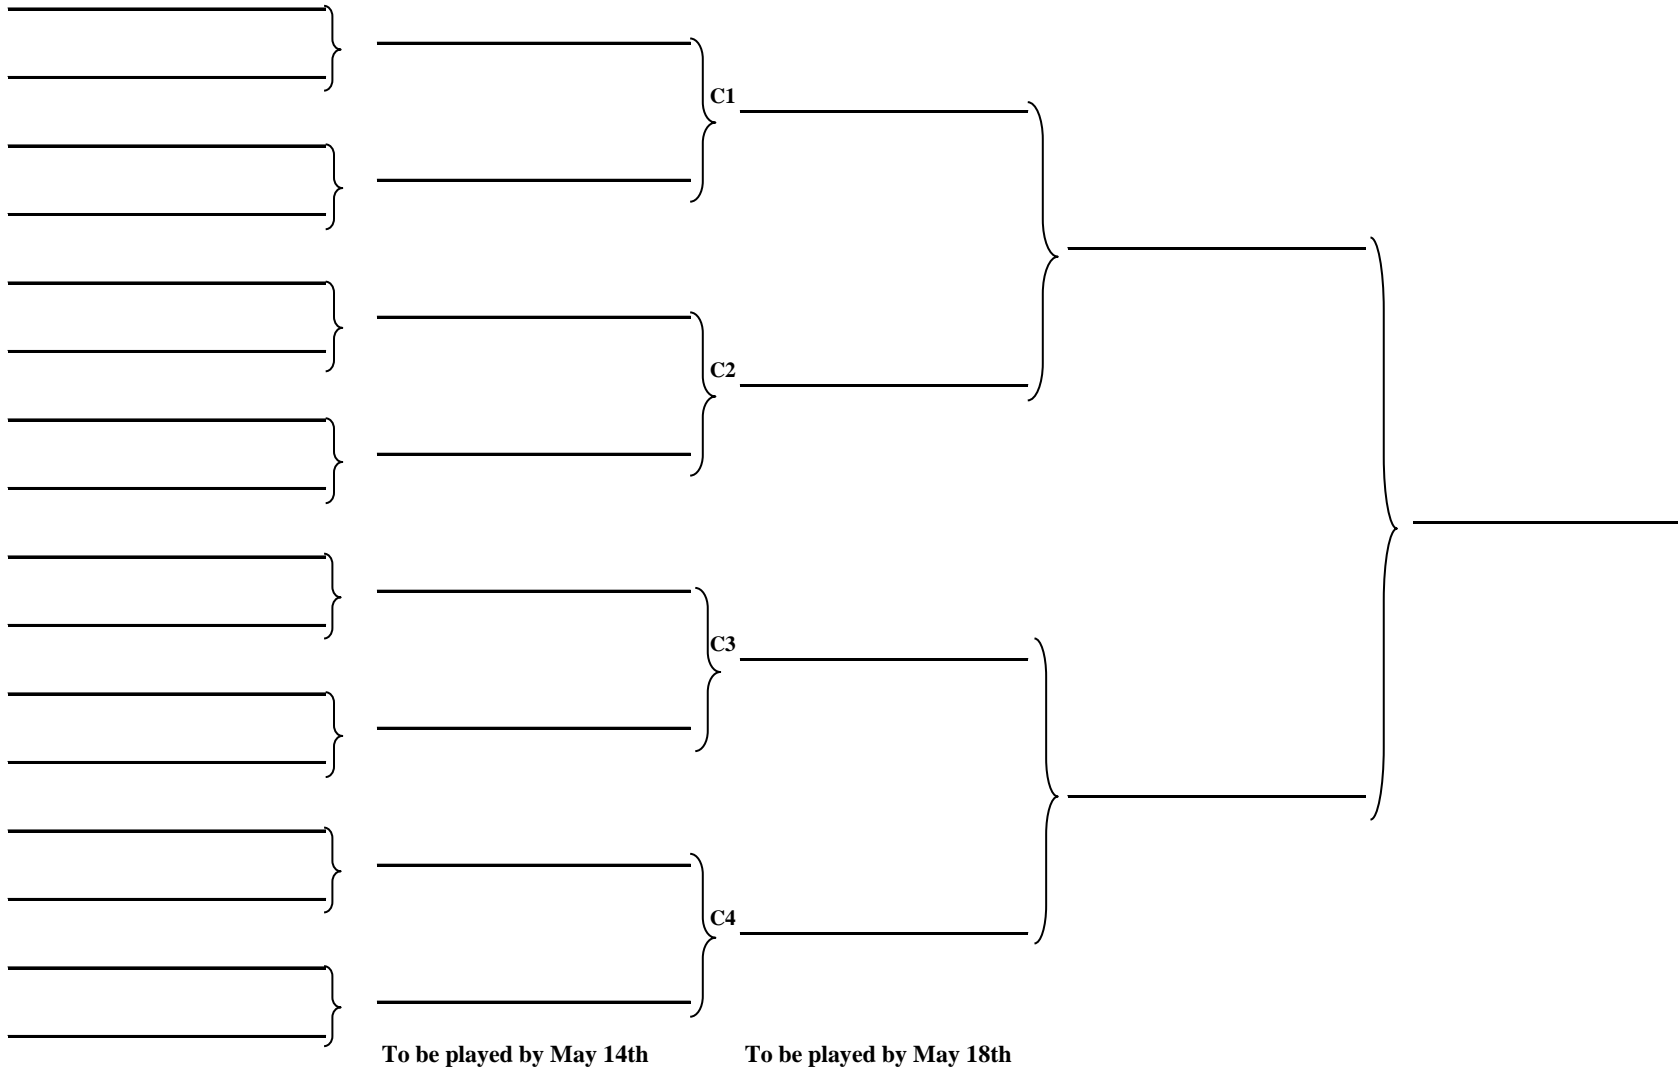 C1
C2
C3
C4
To be played by May 14th
To be played by May 18th